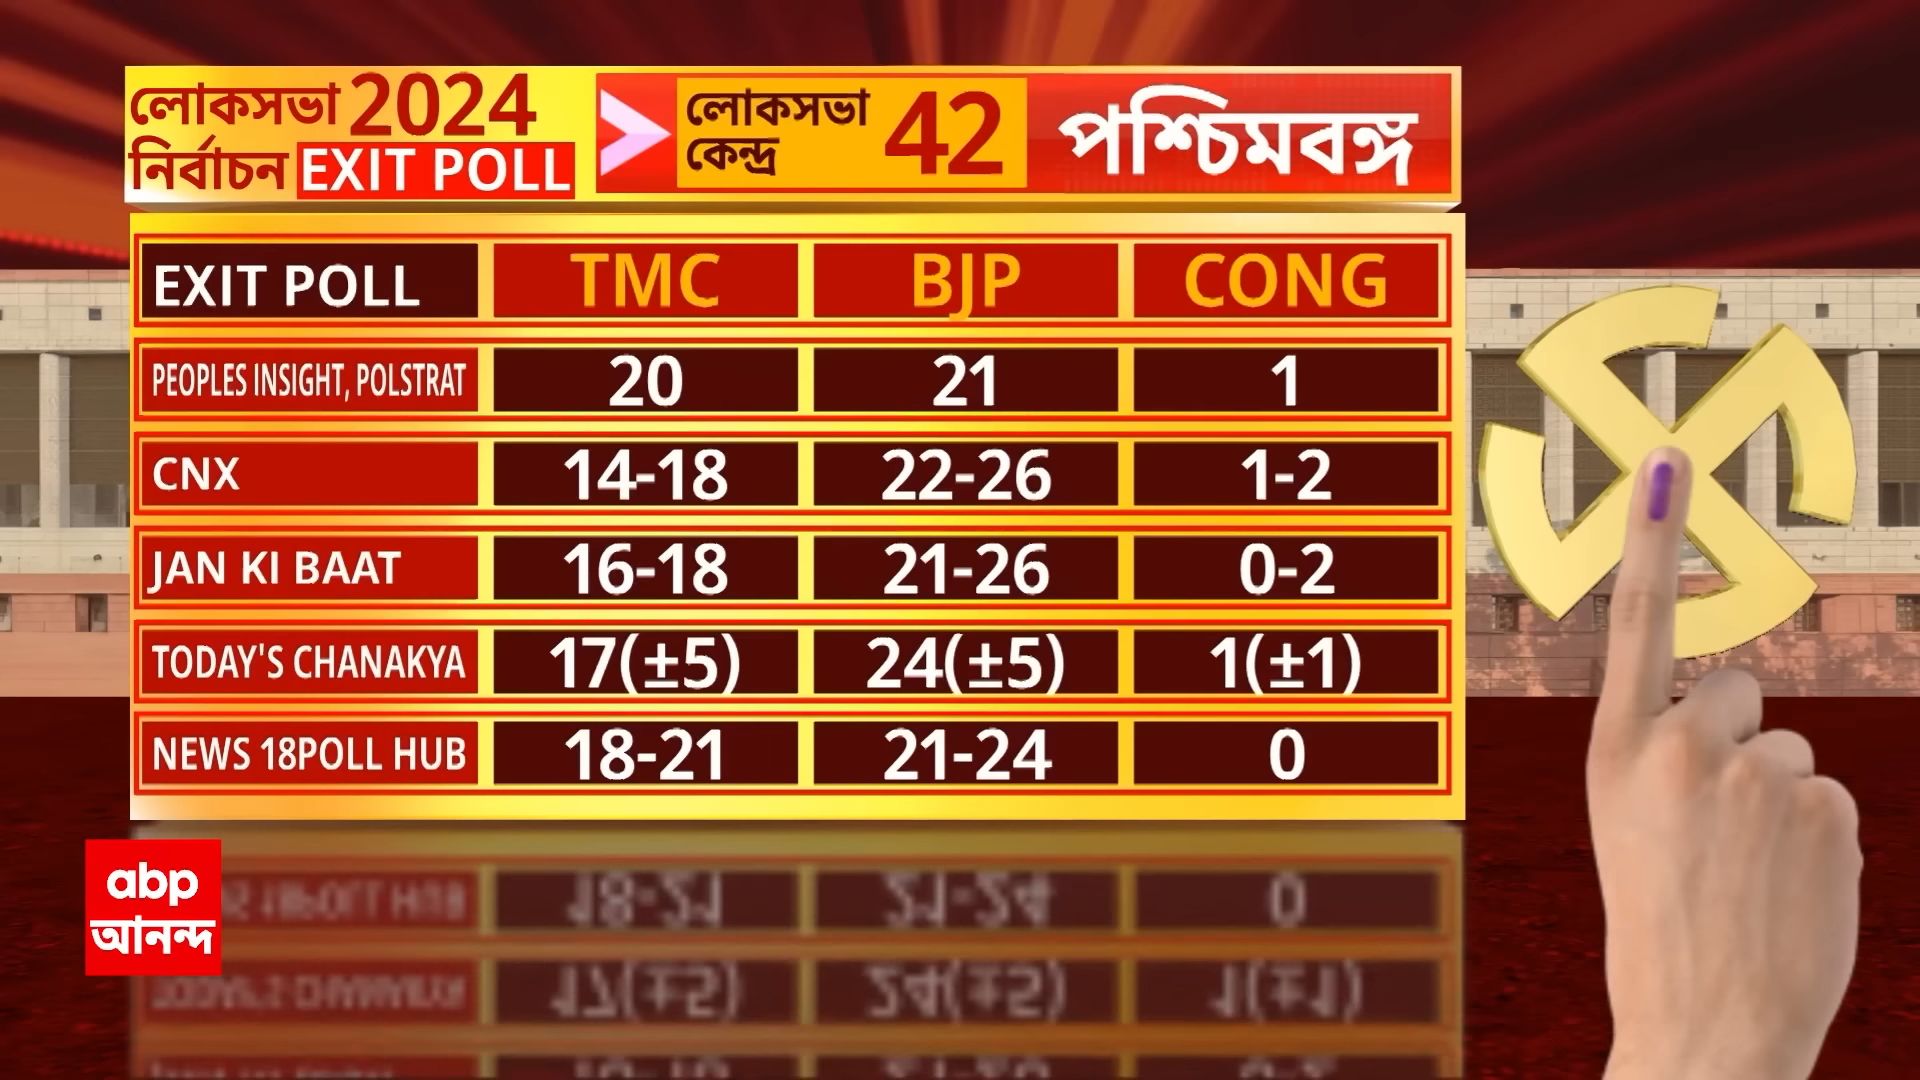 লোকসভা 2024
নির্বাচন EXIT POLL
লোকসভা
কেন্দ্র 42 পশ্চিমবঙ্গ
EXIT POLL TMC BJP CONG
PEOPLES INSIGHT, POLSTRAT 20 21 1
CNX 14-18 22-26 1-2
JAN KI BAAT 16-18 21-26 0-2
TODAY'S CHANAKYA 17(±5) 24(±5) 1(±1)
NEWS 18POLL HUB 18-21 21-24 0
abp
আনন্দ